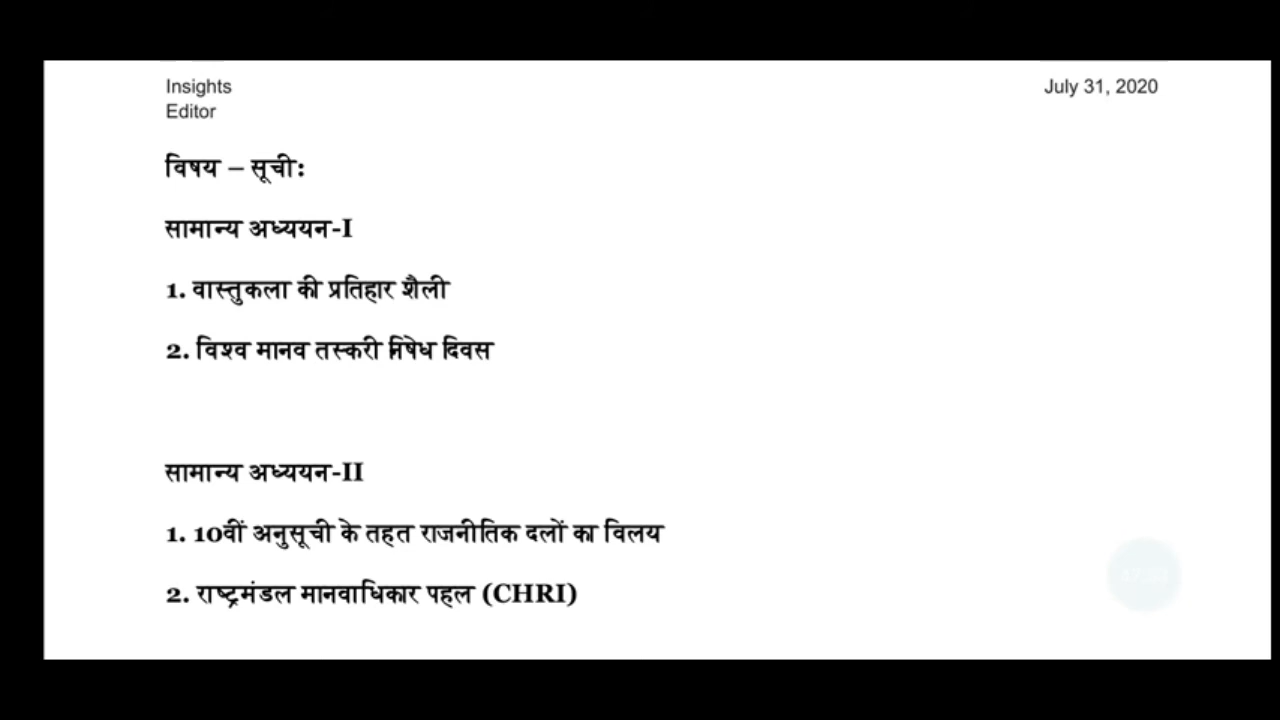 Insights
July 31, 2020
Editor
विषय – सूची:
सामान्य अध्ययन-I
1. वास्तुकला की प्रतिहार शैली
2. विश्व मानव तस्करी निषेध दिवस
सामान्य अध्ययन-II
1. 10वीं अनुसूची के तहत राजनीतिक दलों का विलय
2. राष्ट्रमंडल मानवाधिकार पहल (CHRI)